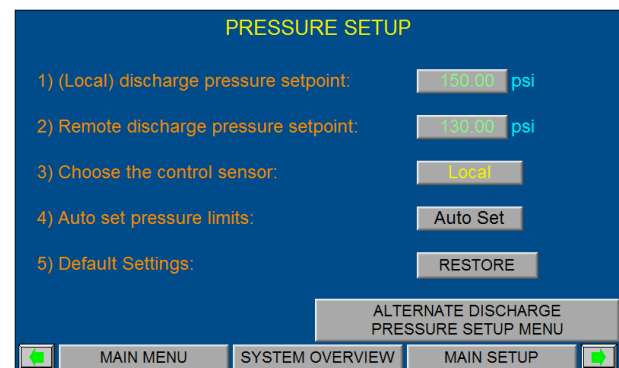 PRESSURE SETUP
1) (Local) discharge pressure setpoint: 150.00 psi
2) Remote discharge pressure setpoint: 130.00 psi
3) Choose the control sensor: Local
4) Auto set pressure limits: Auto Set
5) Default Settings: RESTORE
ALTERNATE DISCHARGE
PRESSURE SETUP MENU
MAIN MENU SYSTEM OVERVIEW MAIN SETUP